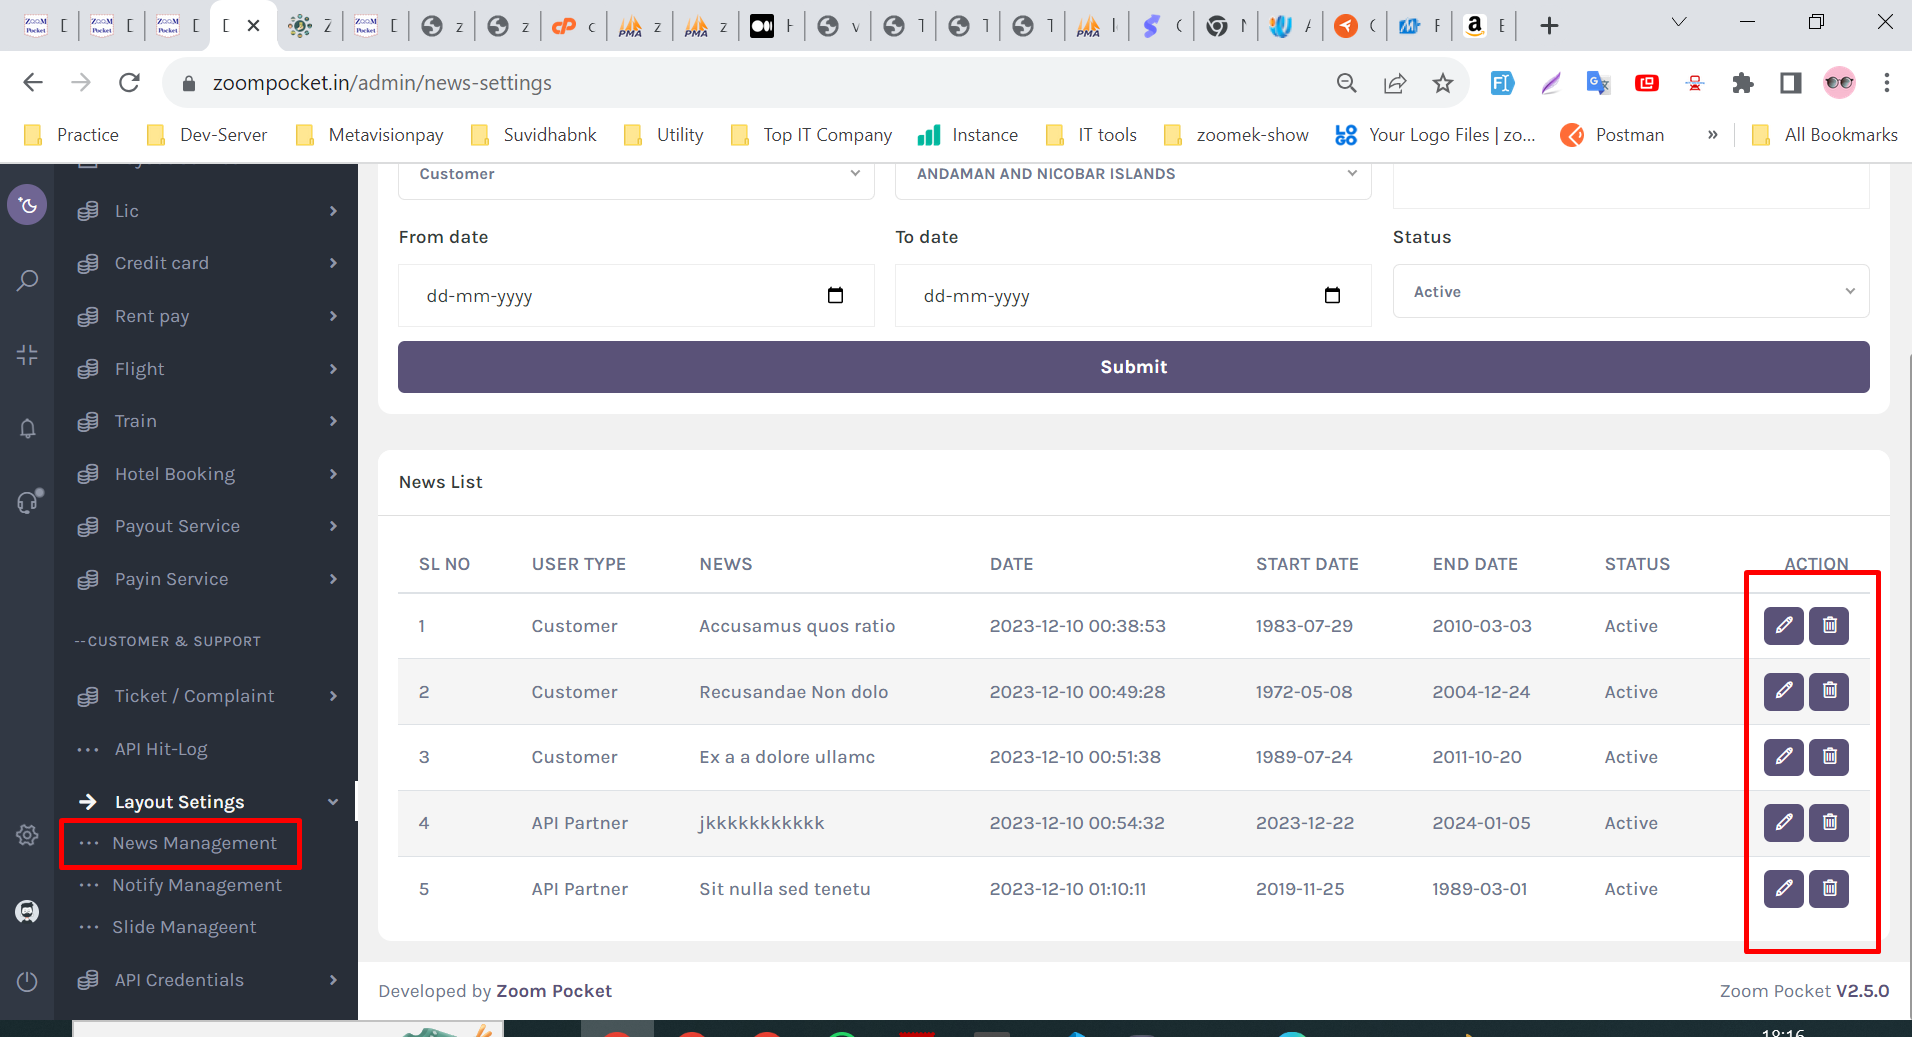 zoompocket.in/admin/news-settings
Practice
Dev-Server
Metavisionpay
Suvidhabnk
Utility
Top IT Company
Instance
IT tools
zoomek-show
Your Logo Files | zo...
Postman
»
All Bookmarks
Lic
Credit card
Rent pay
Flight
Train
Hotel Booking
Payout Service
Payin Service
--CUSTOMER & SUPPORT
Ticket / Complaint
API Hit-Log
Layout Setings
News Management
Notify Management
Slide Manageent
API Credentials
Customer
ANDAMAN AND NICOBAR ISLANDS
From date
To date
Status
dd-mm-yyyy
dd-mm-yyyy
Active
Submit
News List
SL NO USER TYPE NEWS DATE START DATE END DATE STATUS ACTION
1 Customer Accusamus quos ratio 2023-12-10 00:38:53 1983-07-29 2010-03-03 Active
2 Customer Recusandae Non dolo 2023-12-10 00:49:28 1972-05-08 2004-12-24 Active
3 Customer Ex a a dolore ullamc 2023-12-10 00:51:38 1989-07-24 2011-10-20 Active
4 API Partner jkkkkkkkkkkk 2023-12-10 00:54:32 2023-12-22 2024-01-05 Active
5 API Partner Sit nulla sed tenetu 2023-12-10 01:10:11 2019-11-25 1989-03-01 Active
Developed by Zoom Pocket
Zoom Pocket V2.5.0
18:16